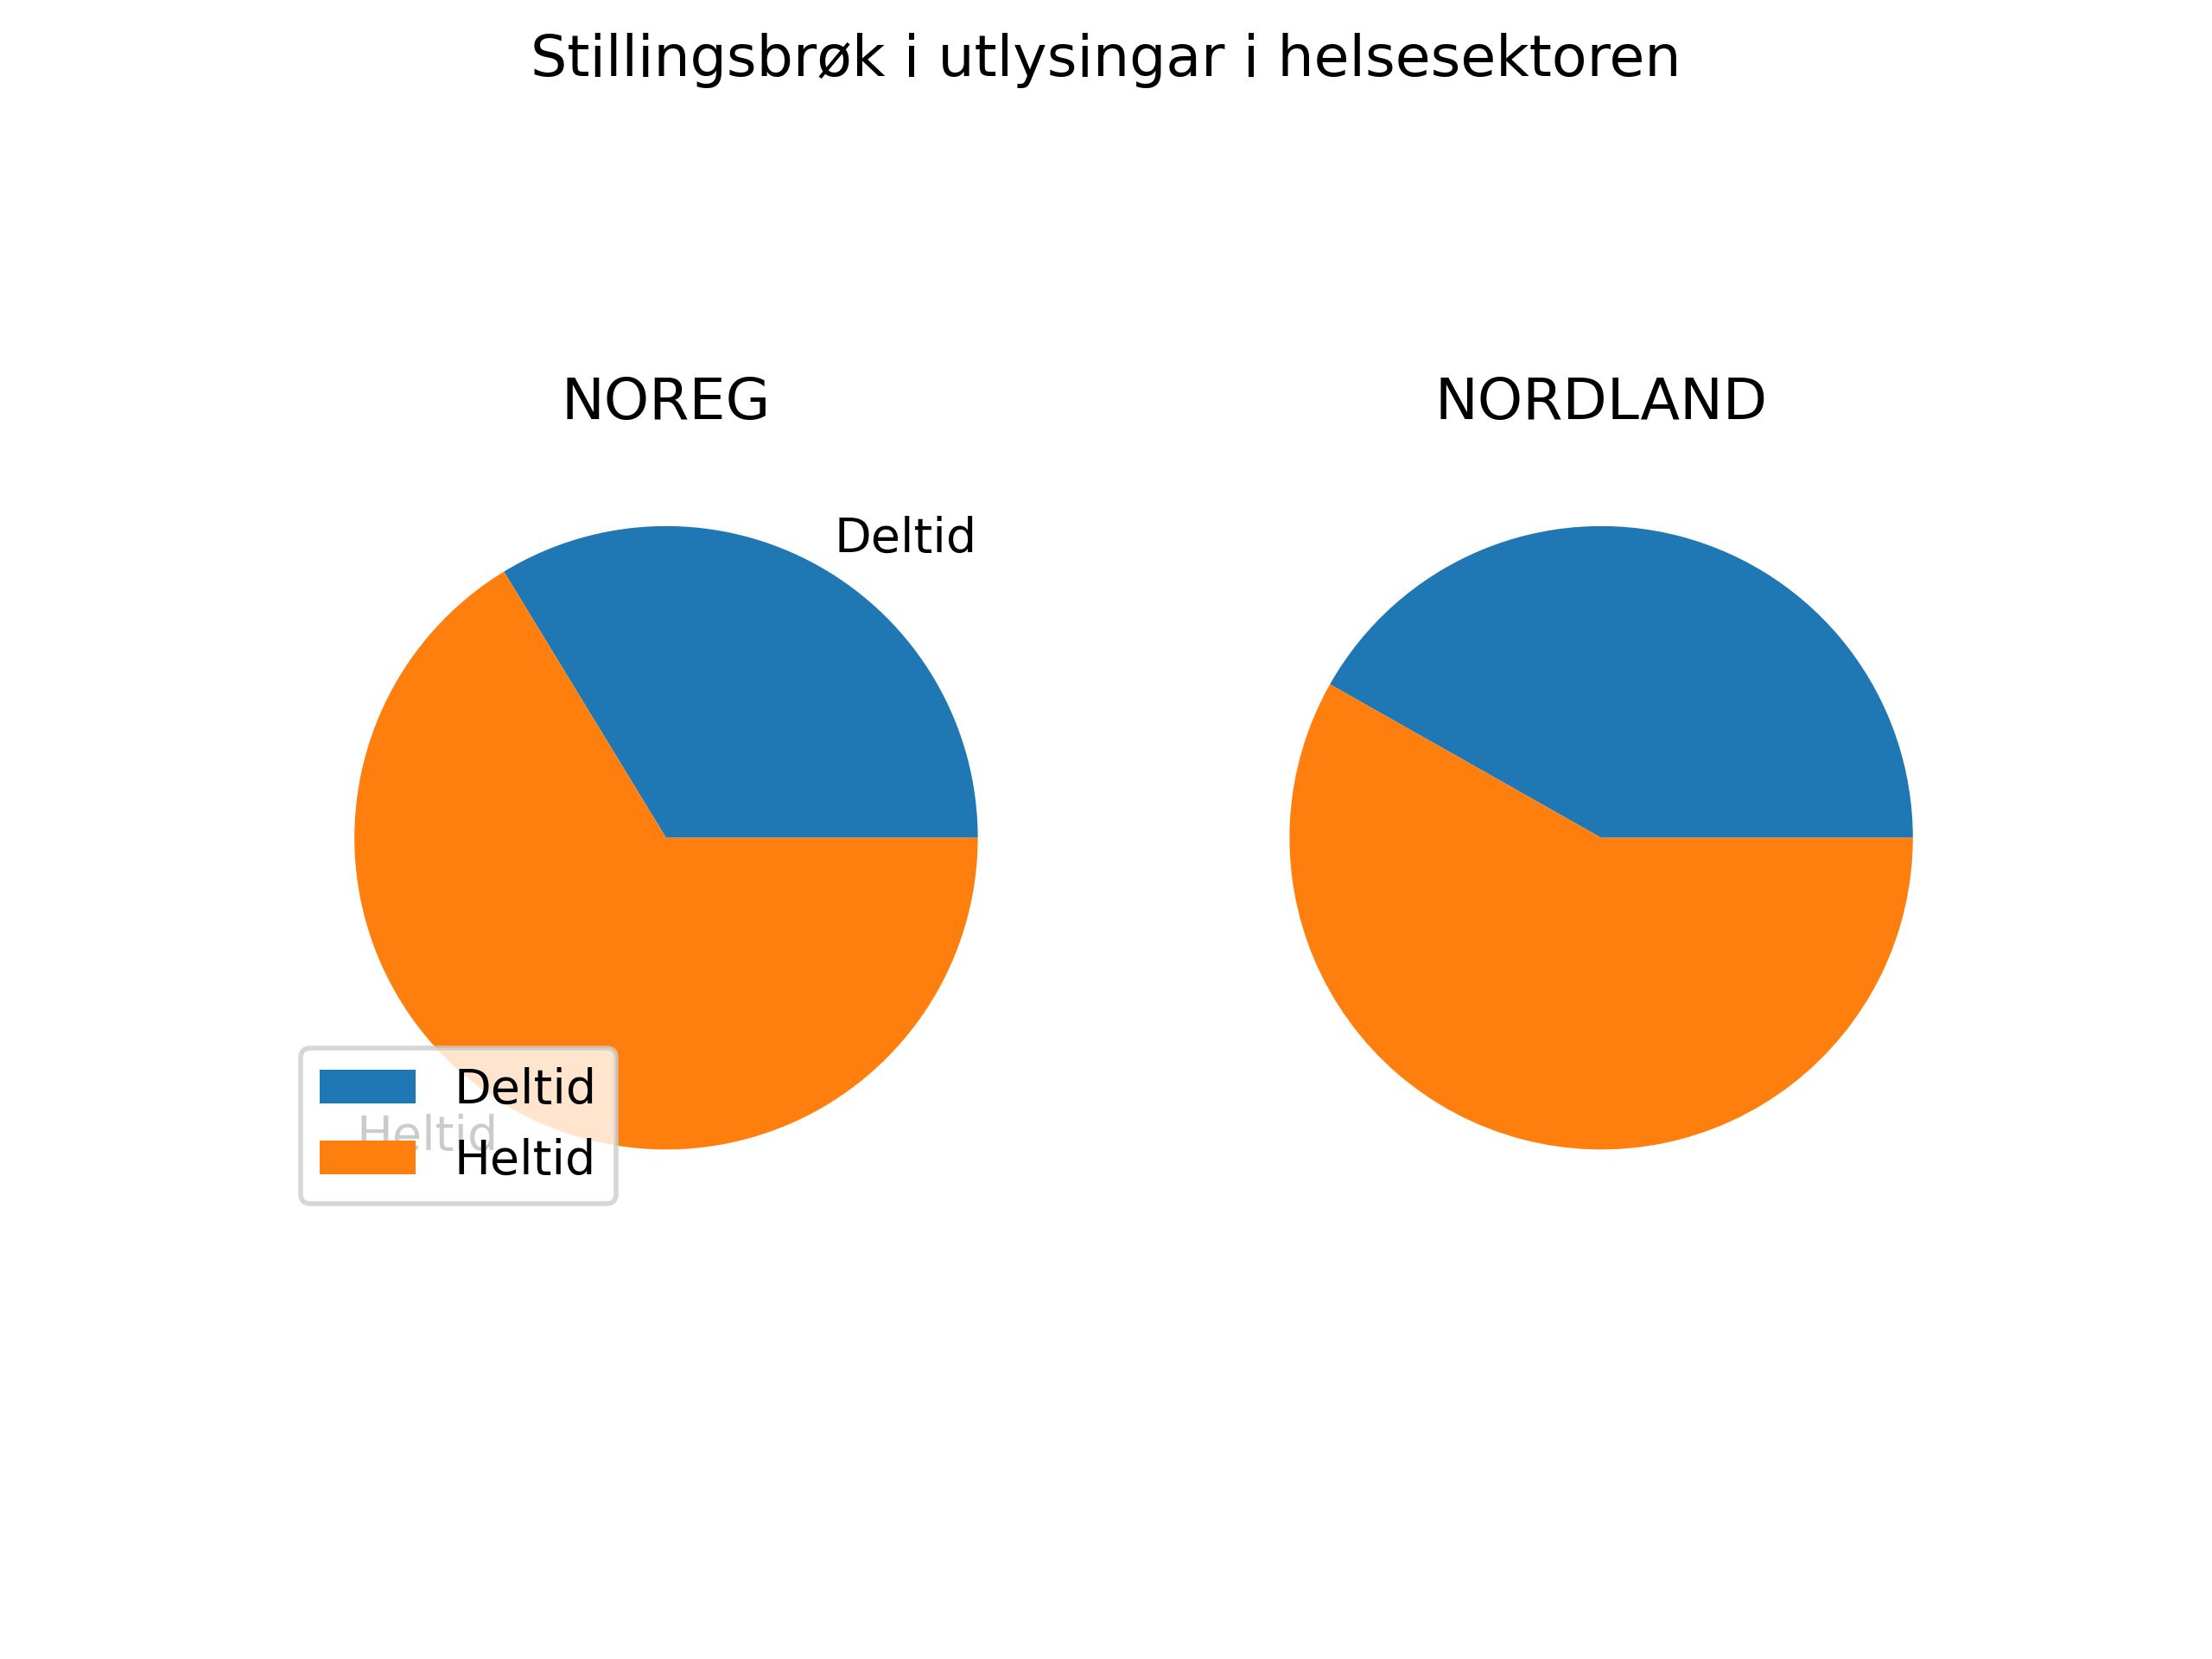 Stillingsbrøk i utlysingar i helsesektoren
NOREG
NORDLAND
Deltid
Deltid
Heltid
Heltid